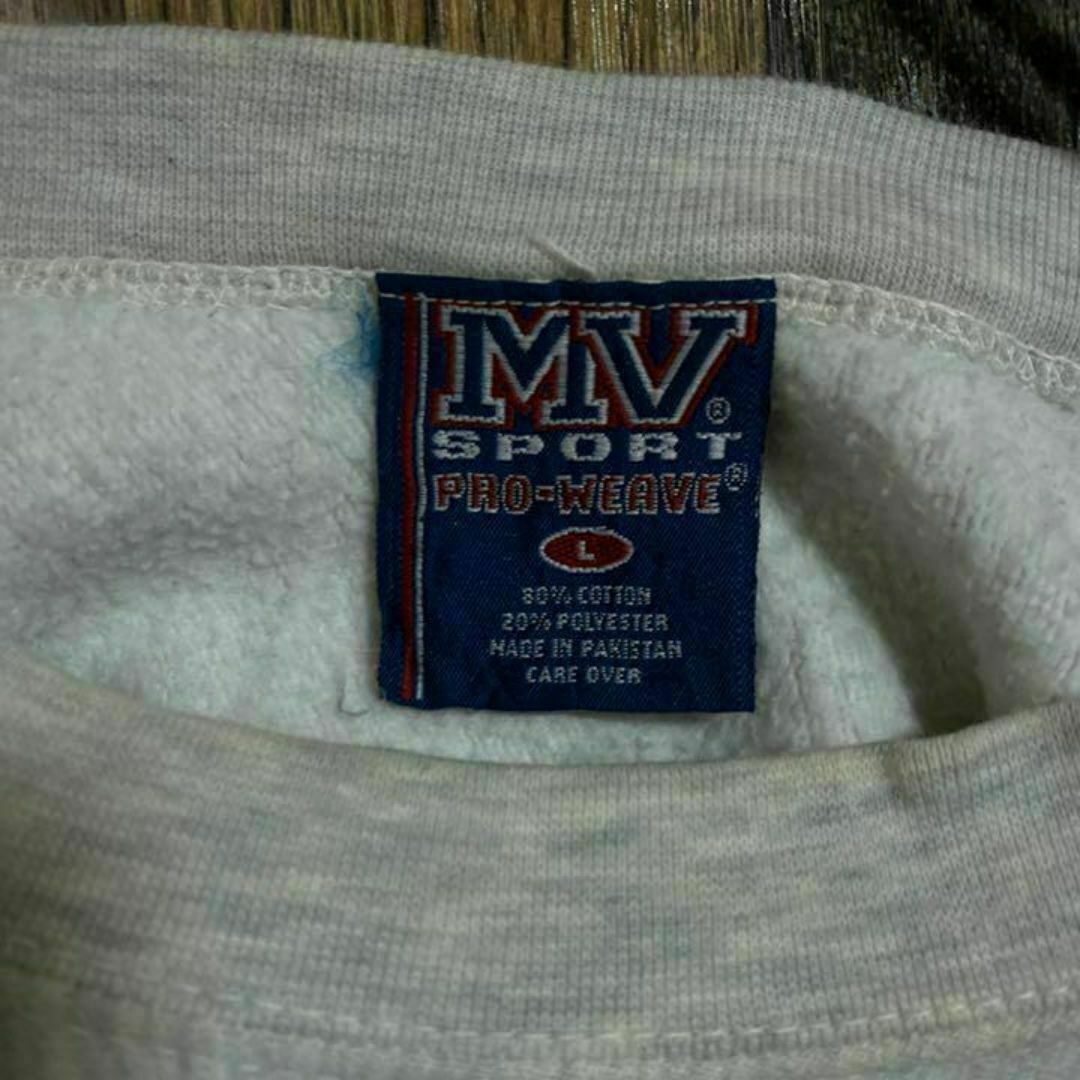 MV®
SPORT
PRO-WEAVE®
L
80% COTTON
20% POLYESTER
MADE IN PAKISTAN
CARE OVER